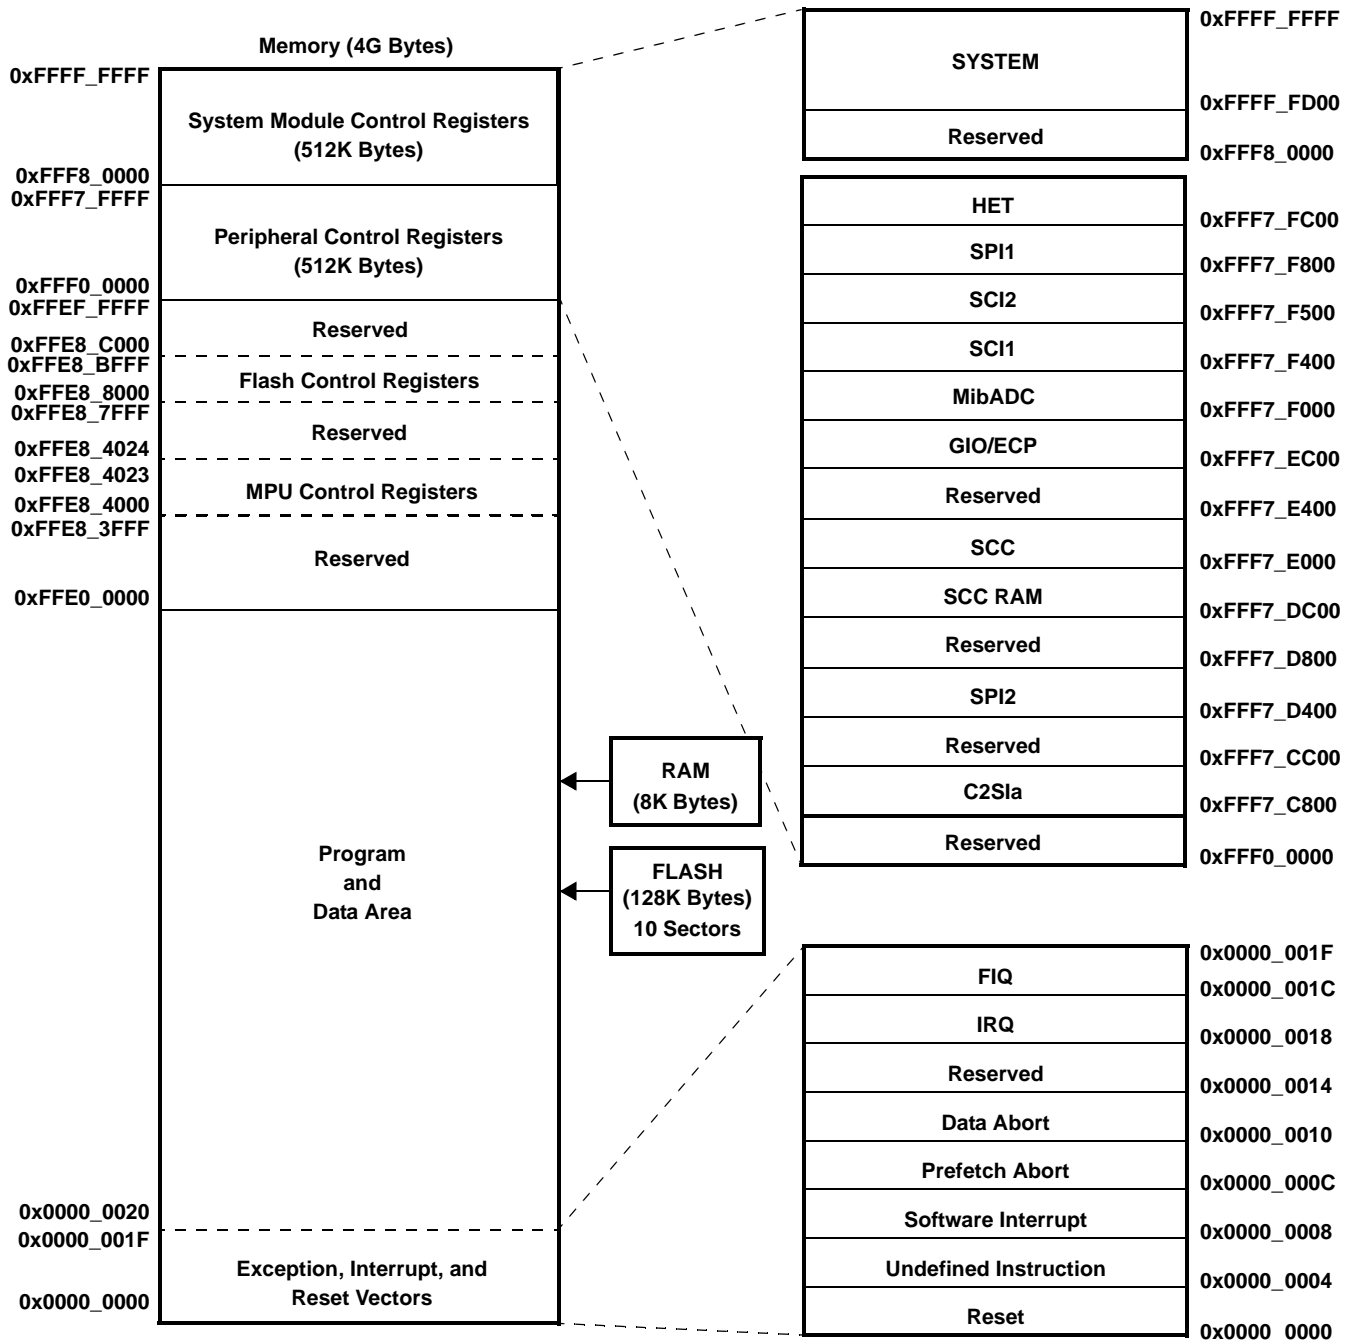 Memory (4G Bytes)
0xFFFF_FFFF
System Module Control Registers
(512K Bytes)
0xFFF8_0000
0xFFF7_FFFF
Peripheral Control Registers
(512K Bytes)
0xFFF0_0000
0xFFEF_FFFF
Reserved
0xFFE8_C000
0xFFE8_BFFF
Flash Control Registers
0xFFE8_8000
0xFFE8_7FFF
Reserved
0xFFE8_4024
0xFFE8_4023
MPU Control Registers
0xFFE8_4000
0xFFE8_3FFF
Reserved
0xFFE0_0000
Program
and
Data Area
0x0000_0020
0x0000_001F
Exception, Interrupt, and
Reset Vectors
0x0000_0000
RAM
(8K Bytes)
FLASH
(128K Bytes)
10 Sectors
0xFFFF_FFFF
SYSTEM
0xFFFF_FD00
Reserved
0xFFF8_0000
HET
0xFFF7_FC00
SPI1
0xFFF7_F800
SCI2
0xFFF7_F500
SCI1
0xFFF7_F400
MibADC
0xFFF7_F000
GIO/ECP
0xFFF7_EC00
Reserved
0xFFF7_E400
SCC
0xFFF7_E000
SCC RAM
0xFFF7_DC00
Reserved
0xFFF7_D800
SPI2
0xFFF7_D400
Reserved
0xFFF7_CC00
C2SIa
0xFFF7_C800
Reserved
0xFFF0_0000
0x0000_001F
FIQ
0x0000_001C
IRQ
0x0000_0018
Reserved
0x0000_0014
Data Abort
0x0000_0010
Prefetch Abort
0x0000_000C
Software Interrupt
0x0000_0008
Undefined Instruction
0x0000_0004
Reset
0x0000_0000